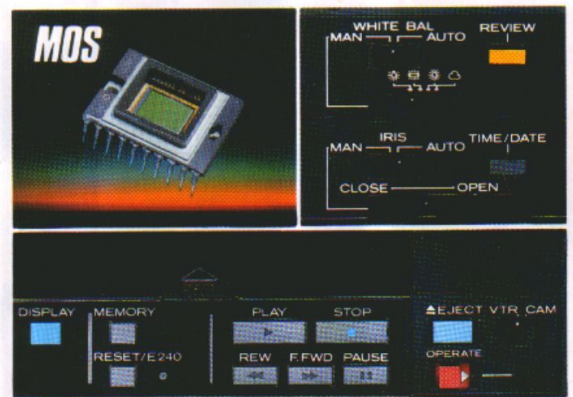 MOS
WHITE BAL
MAN AUTO
REVIEW
IRIS
MAN AUTO
TIME/DATE
CLOSE OPEN
DISPLAY
MEMORY
PLAY
STOP
EJECT VTR CAM
RESET/E240
REW F.FWD PAUSE
OPERATE